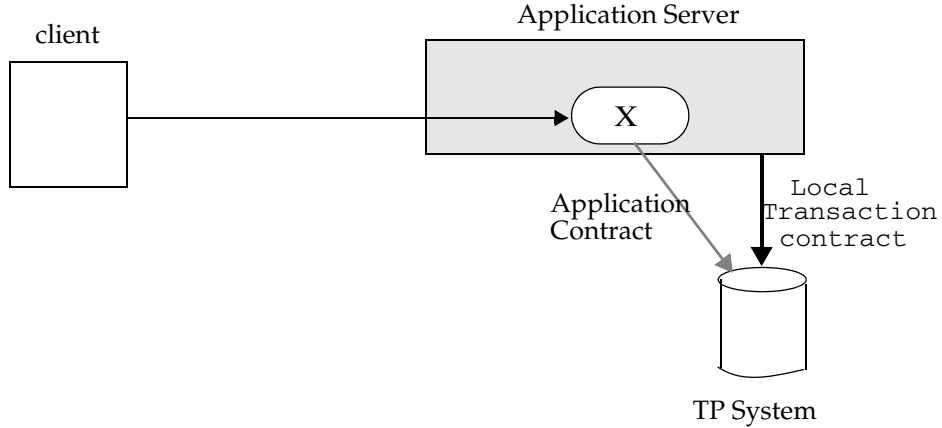 Application Server
client
X
Application
Contract
Local
Transaction
contract
TP System